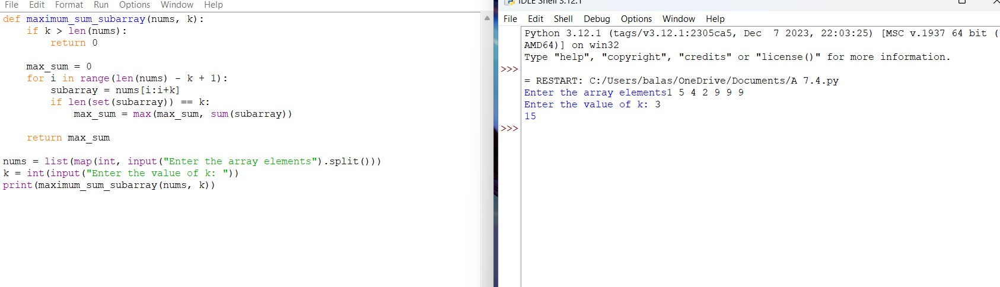 File Edit Format Run Options Window Help
def maximum_sum_subarray(nums, k):
    if k > len(nums):
        return 0
    max_sum = 0
    for i in range(len(nums) - k + 1):
        subarray = nums[i:i+k]
        if len(set(subarray)) == k:
            max_sum = max(max_sum, sum(subarray))
    return max_sum
nums = list(map(int, input("Enter the array elements").split()))
k = int(input("Enter the value of k: "))
print(maximum_sum_subarray(nums, k))
IDLE Shell 3.12.1
File Edit Shell Debug Options Window Help
Python 3.12.1 (tags/v3.12.1:2305ca5, Dec  7 2023, 22:03:25) [MSC v.1937 64 bit (
AMD64)] on win32
Type "help", "copyright", "credits" or "license()" for more information.
>>>
= RESTART: C:/Users/balas/OneDrive/Documents/A 7.4.py
Enter the array elements1 5 4 2 9 9 9
Enter the value of k: 3
15
>>>